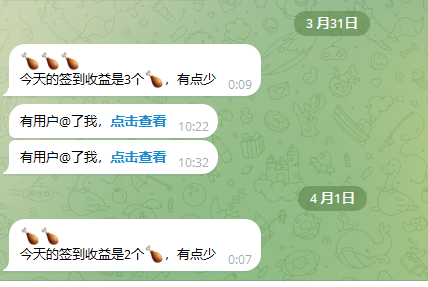 3 月31日
🍗🍗🍗
今天的签到收益是3个🍗，有点少 0:09
有用户@了我，点击查看 10:22
有用户@了我，点击查看 10:32
4 月1日
🍗🍗
今天的签到收益是2个🍗，有点少 0:07